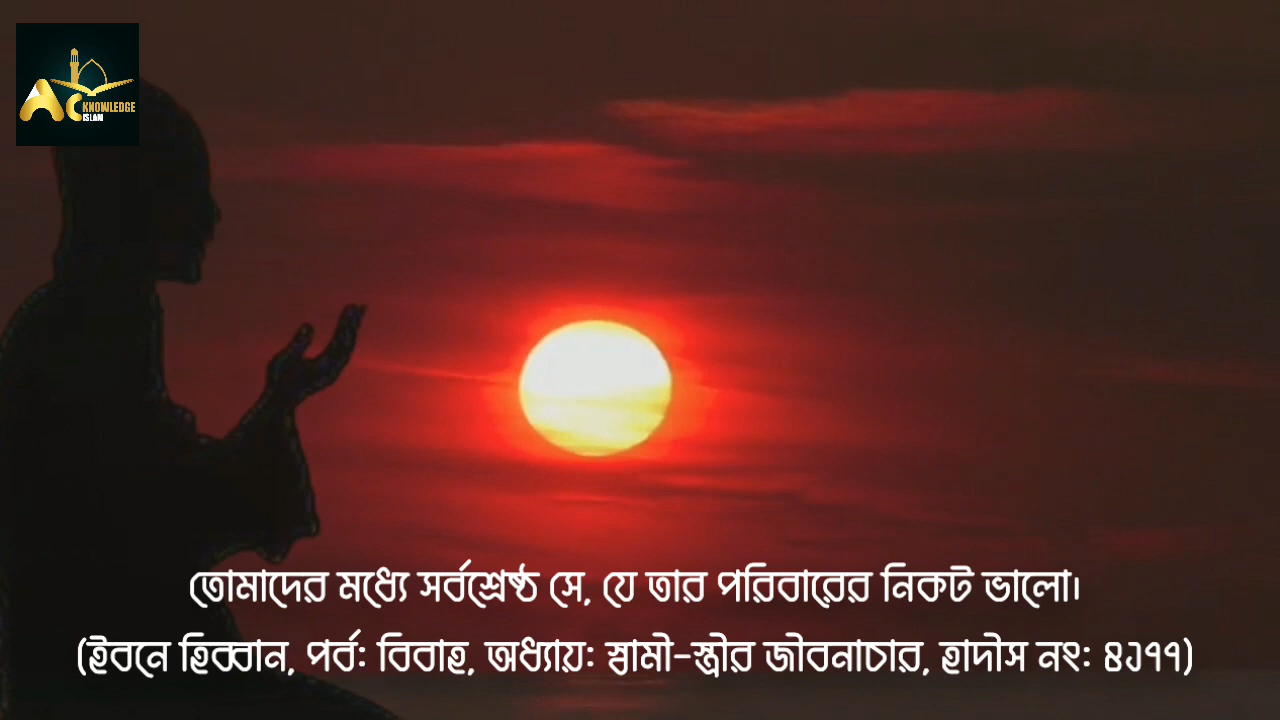 AC KNOWLEDGE
ISLAM
তোমাদের মধ্যে সর্বশ্রেষ্ঠ সে, যে তার পরিবারের নিকট ভালো।
(ইবনে হিব্বান, পর্ব: বিবাহ, অধ্যায়: স্বামী-স্ত্রীর জীবনাচার, হাদীস নং: ৪১৭৭)